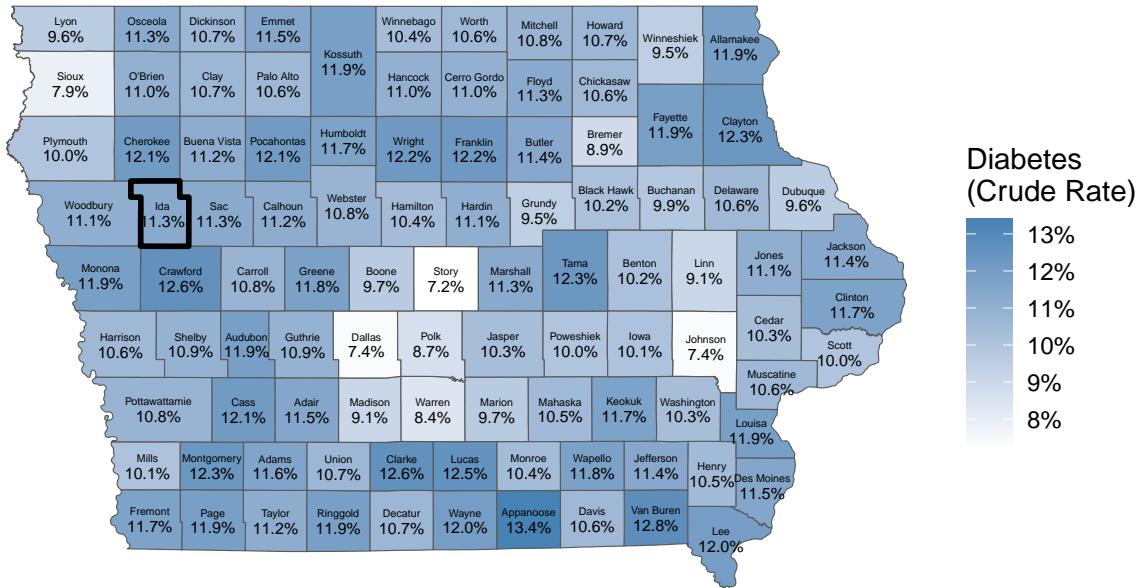 Lyon
9.6%
Osceola
11.3%
Dickinson
10.7%
Emmet
11.5%
Kossuth
11.9%
Winnebago
10.4%
Worth
10.6%
Mitchell
10.8%
Howard
10.7%
Winneshiek
9.5%
Allamakee
11.9%
Sioux
7.9%
O'Brien
11.0%
Clay
10.7%
Palo Alto
10.6%
Hancock
11.0%
Cerro Gordo
11.0%
Floyd
11.3%
Chickasaw
10.6%
Fayette
11.9%
Clayton
12.3%
Plymouth
10.0%
Cherokee
12.1%
Buena Vista
11.2%
Pocahontas
12.1%
Humboldt
11.7%
Wright
12.2%
Franklin
12.2%
Butler
11.4%
Bremer
8.9%
Woodbury
11.1%
Ida
11.3%
Sac
11.3%
Calhoun
11.2%
Webster
10.8%
Hamilton
10.4%
Hardin
11.1%
Grundy
9.5%
Black Hawk
10.2%
Buchanan
9.9%
Delaware
10.6%
Dubuque
9.6%
Monona
11.9%
Crawford
12.6%
Carroll
10.8%
Greene
11.8%
Boone
9.7%
Story
7.2%
Marshall
11.3%
Tama
12.3%
Benton
10.2%
Linn
9.1%
Jones
11.1%
Jackson
11.4%
Clinton
11.7%
Harrison
10.6%
Shelby
10.9%
Audubon
11.9%
Guthrie
10.9%
Dallas
7.4%
Polk
8.7%
Jasper
10.3%
Poweshiek
10.0%
Iowa
10.1%
Johnson
7.4%
Cedar
10.3%
Scott
10.0%
Muscatine
10.6%
Pottawattamie
10.8%
Cass
12.1%
Adair
11.5%
Madison
9.1%
Warren
8.4%
Marion
9.7%
Mahaska
10.5%
Keokuk
11.7%
Washington
10.3%
Louisa
11.9%
Mills
10.1%
Montgomery
12.3%
Adams
11.6%
Union
10.7%
Clarke
12.6%
Lucas
12.5%
Monroe
10.4%
Wapello
11.8%
Jefferson
11.4%
Henry
10.5%
Des Moines
11.5%
Fremont
11.7%
Page
11.9%
Taylor
11.2%
Ringgold
11.9%
Decatur
10.7%
Wayne
12.0%
Appanoose
13.4%
Davis
10.6%
Van Buren
12.8%
Lee
12.0%
Diabetes
(Crude Rate)
13%
12%
11%
10%
9%
8%